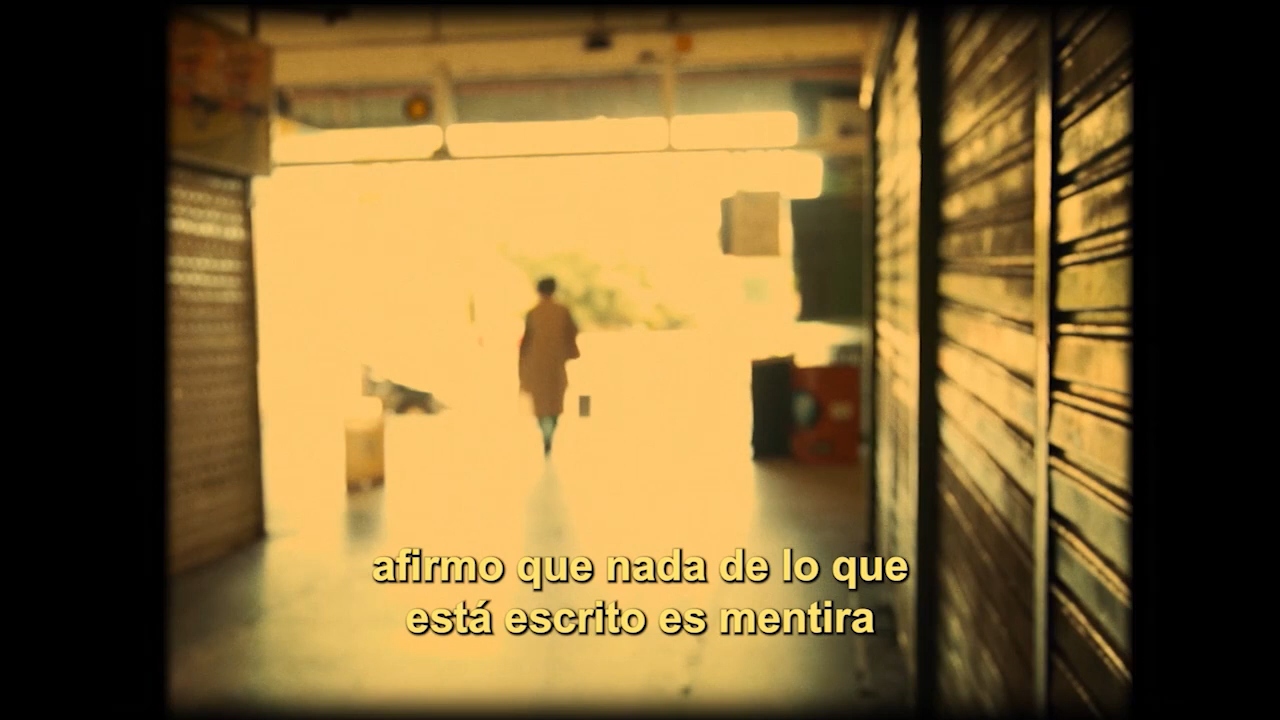 afirmo que nada de lo que
está escrito es mentira